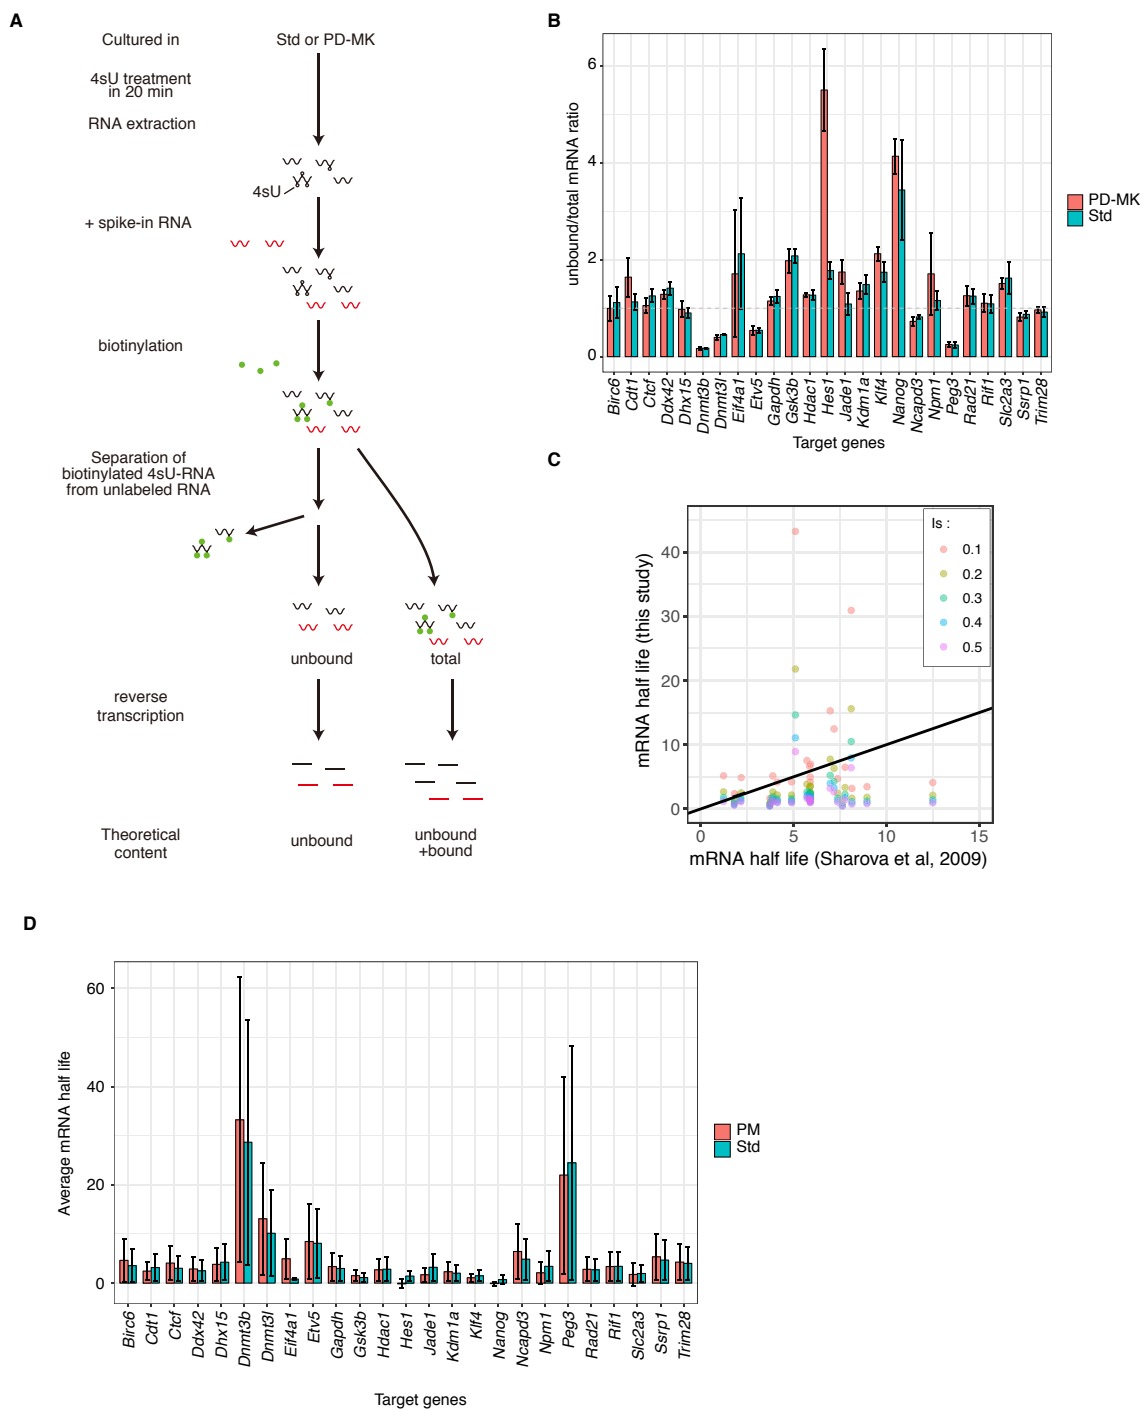 A
Cultured in
Std or PD-MK
4sU treatment
in 20 min
RNA extraction
4sU
+ spike-in RNA
biotinylation
Separation of
biotinylated 4sU-RNA
from unlabeled RNA
unbound
total
reverse
transcription
Theoretical
content
unbound
unbound
+bound
B
unbound/total mRNA ratio
6
4
2
0
Birc6
Cdt1
Ctcf
Ddx42
Dhx15
Dnmt3b
Dnmt3l
Eif4a1
Etv5
Gapdh
Gsk3b
Hdac1
Hes1
Jade1
Kdm1a
Klf4
Nanog
Ncapd3
Npm1
Peg3
Rad21
Rif1
Slc2a3
Ssrp1
Trim28
Target genes
PD-MK
Std
C
mRNA half life (this study)
40
30
20
10
0
0
5
10
15
mRNA half life (Sharova et al, 2009)
ls :
0.1
0.2
0.3
0.4
0.5
D
Average mRNA half life
60
40
20
0
Birc6
Cdt1
Ctcf
Ddx42
Dhx15
Dnmt3b
Dnmt3l
Eif4a1
Etv5
Gapdh
Gsk3b
Hdac1
Hes1
Jade1
Kdm1a
Klf4
Nanog
Ncapd3
Npm1
Peg3
Rad21
Rif1
Slc2a3
Ssrp1
Trim28
Target genes
PM
Std